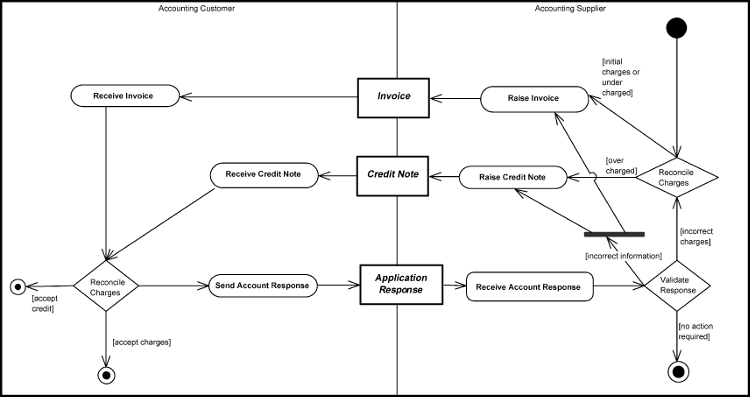 Accounting Customer
Accounting Supplier
[initial
charges or
under
charged]
Receive Invoice
Invoice
Raise Invoice
[over
charged]
Receive Credit Note
Credit Note
Raise Credit Note
Reconcile
Charges
[incorrect
charges]
[incorrect information]
Reconcile
Charges
Send Account Response
Application
Response
Receive Account Response
Validate
Response
[accept
credit]
[accept charges]
[no action
required]